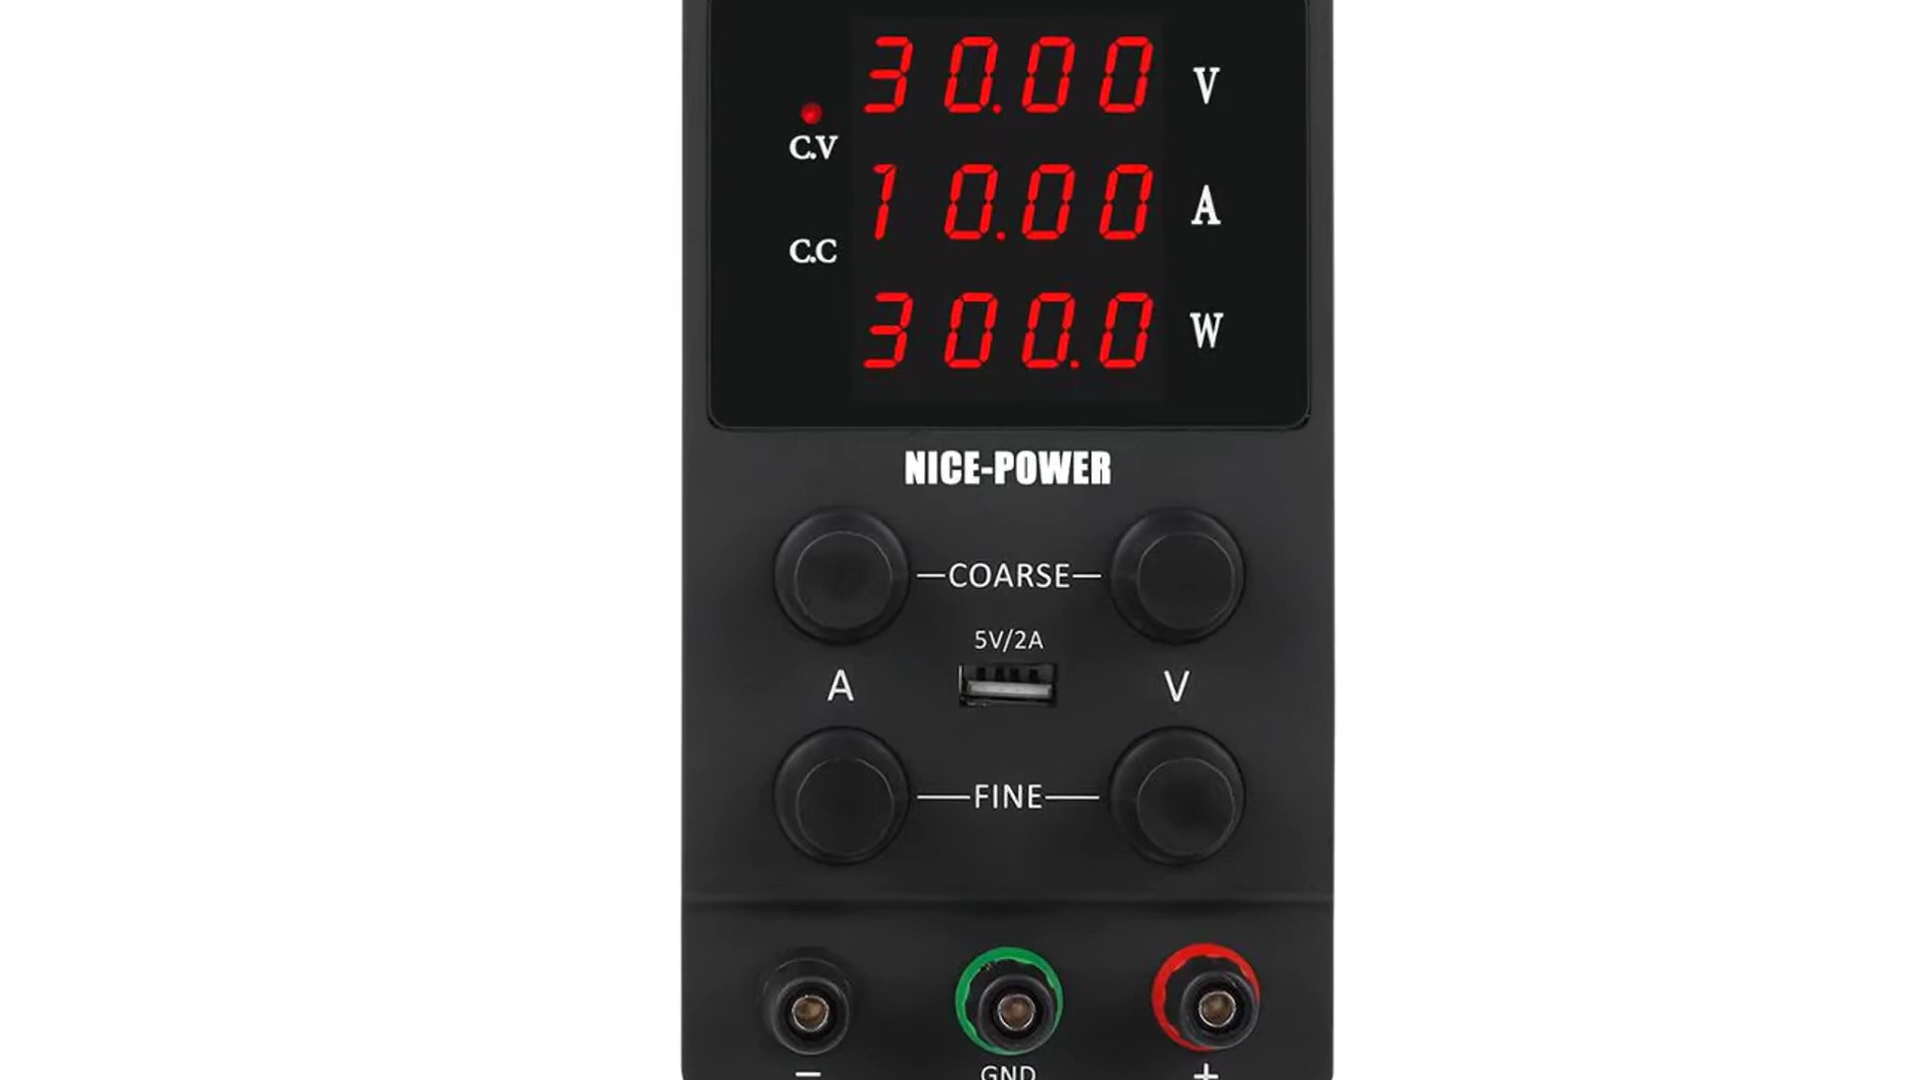 30.00 V
C.V
10.00 A
C.C
300.0 W
NICE-POWER
COARSE
5V/2A
A V
FINE
- GND +